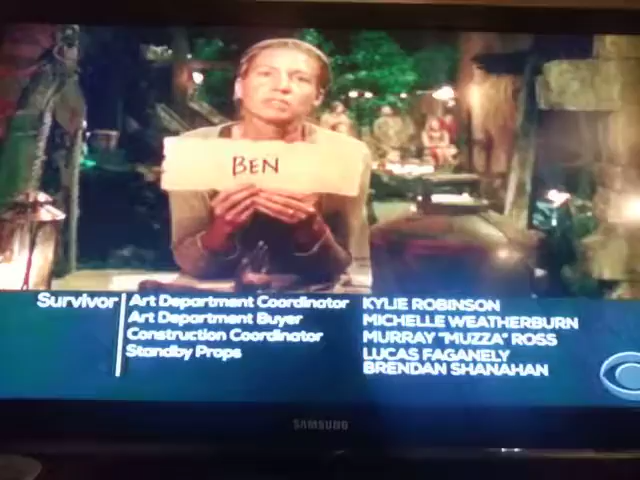 BEN
Survivor
Art Department Coordinator KYLIE ROBINSON
Art Department Buyer MICHELLE WEATHERBURN
Construction Coordinator MURRAY "MUZZA" ROSS
Standby Props LUCAS FAGANELY
BRENDAN SHANAHAN
SAMSUNG